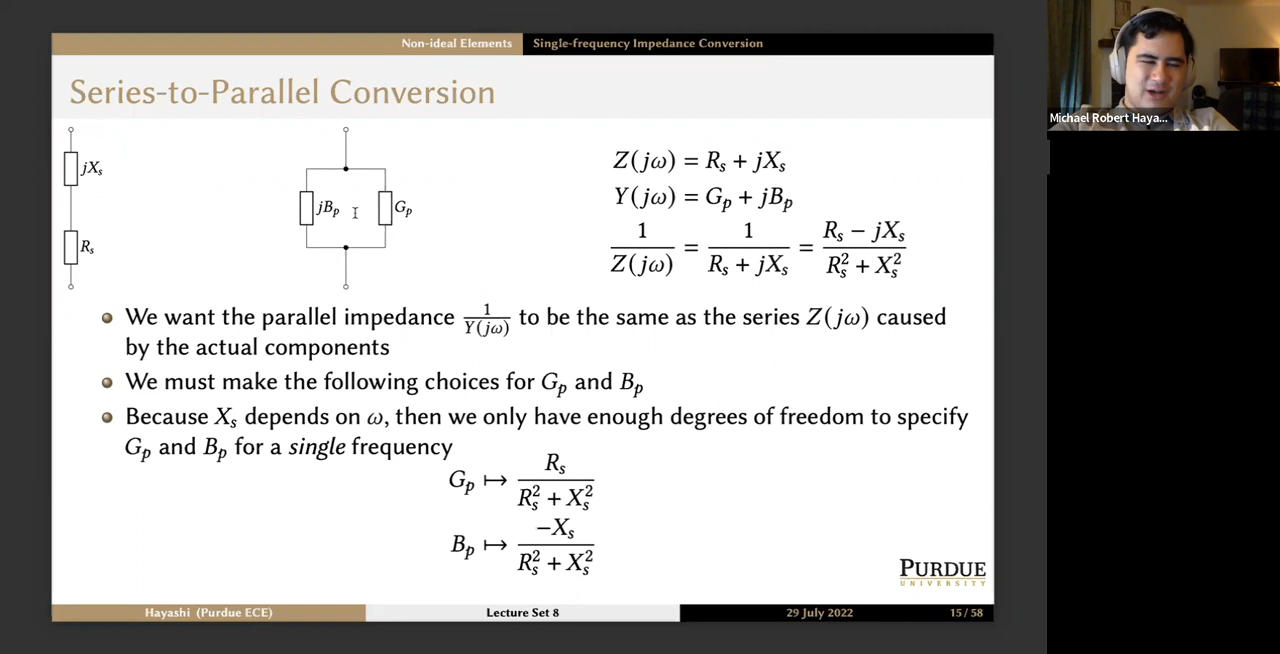 Non-ideal Elements Single-frequency Impedance Conversion
Series-to-Parallel Conversion
jXₛ
Rₛ
jBₚ
Gₚ
Z(jω) = Rₛ + jXₛ
Y(jω) = Gₚ + jBₚ
1/Z(jω) = 1/(Rₛ + jXₛ) = (Rₛ − jXₛ)/(Rₛ² + Xₛ²)
We want the parallel impedance 1/Y(jω) to be the same as the series Z(jω) caused
by the actual components
We must make the following choices for Gₚ and Bₚ
Because Xₛ depends on ω, then we only have enough degrees of freedom to specify
Gₚ and Bₚ for a single frequency
Gₚ ↦ Rₛ/(Rₛ² + Xₛ²)
Bₚ ↦ −Xₛ/(Rₛ² + Xₛ²)
PURDUE
UNIVERSITY
Hayashi (Purdue ECE) Lecture Set 8 29 July 2022 15 / 58
Michael Robert Haya...